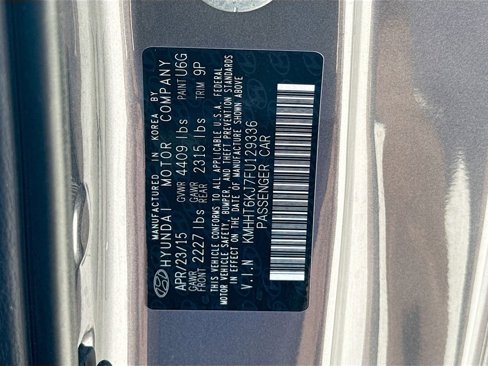 MANUFACTURED IN KOREA BY
HYUNDAI MOTOR COMPANY
APR/23/15 GVWR 4409 lbs PAINT U6G
GAWR FRONT 2227 lbs GAWR REAR 2315 lbs TRIM 9P
THIS VEHICLE CONFORMS TO ALL APPLICABLE U.S.A. FEDERAL
MOTOR VEHICLE SAFETY, BUMPER, AND THEFT PREVENTION STANDARDS
IN EFFECT ON THE DATE OF MANUFACTURE SHOWN ABOVE
V.I.N KMHHT6KJ7FU129336
PASSENGER CAR